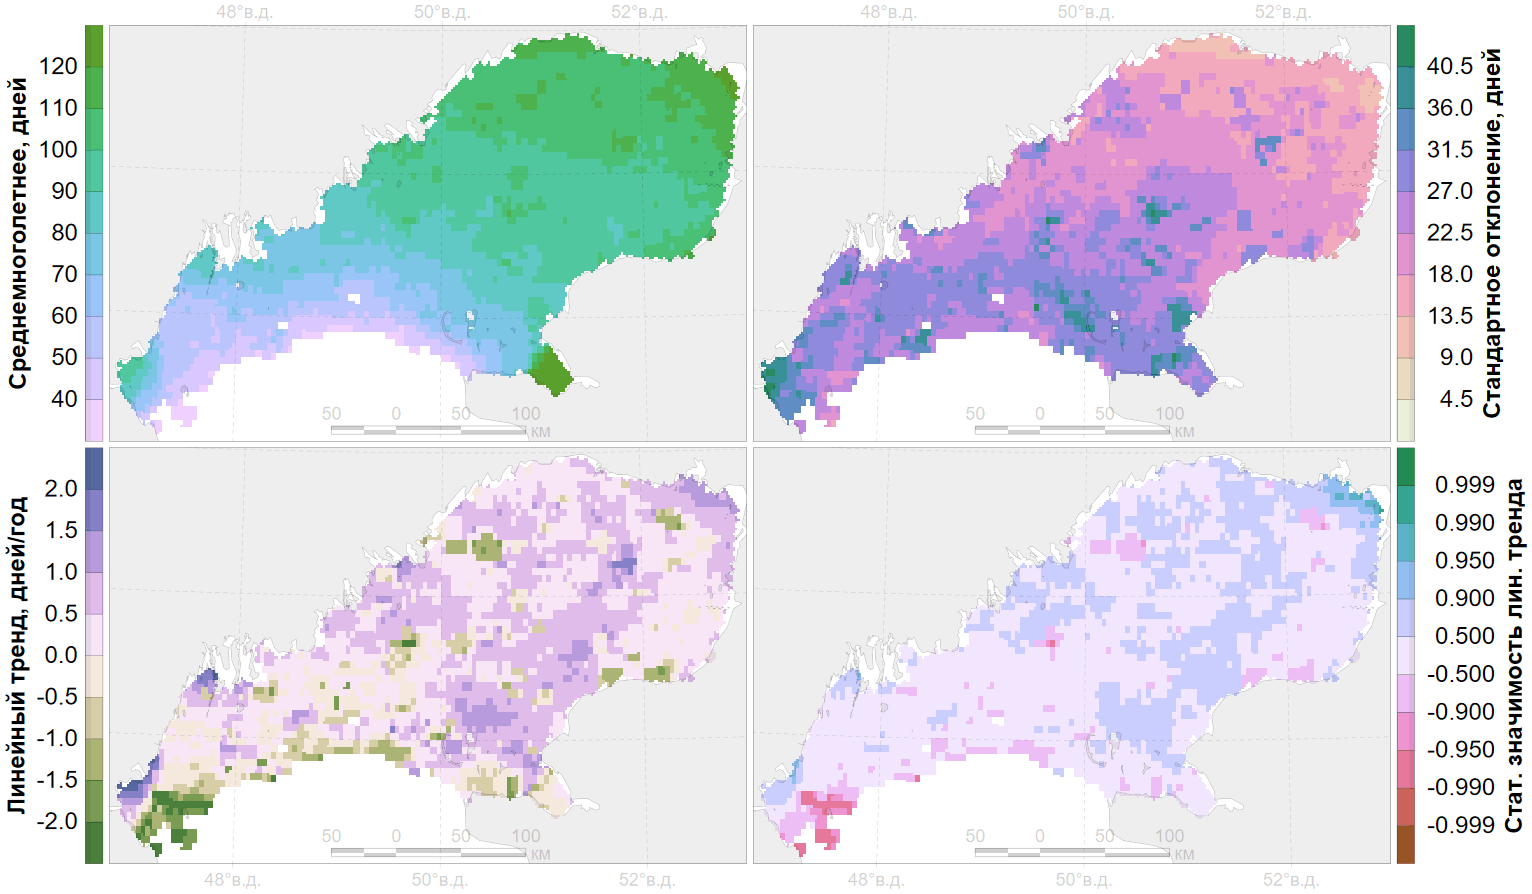 48°в.д. 50°в.д. 52°в.д. 48°в.д. 50°в.д. 52°в.д.
Среднемноголетнее, дней
120
110
100
90
80
70
60
50
40
50 0 50 100
км
Стандартное отклонение, дней
40.5
36.0
31.5
27.0
22.5
18.0
13.5
9.0
4.5
50 0 50 100
км
Линейный тренд, дней/год
2.0
1.5
1.0
0.5
0.0
-0.5
-1.0
-1.5
-2.0
50 0 50 100
км
Стат. значимость лин. тренда
0.999
0.990
0.950
0.900
0.500
-0.500
-0.900
-0.950
-0.990
-0.999
50 0 50 100
км
48°в.д. 50°в.д. 52°в.д. 48°в.д. 50°в.д. 52°в.д.